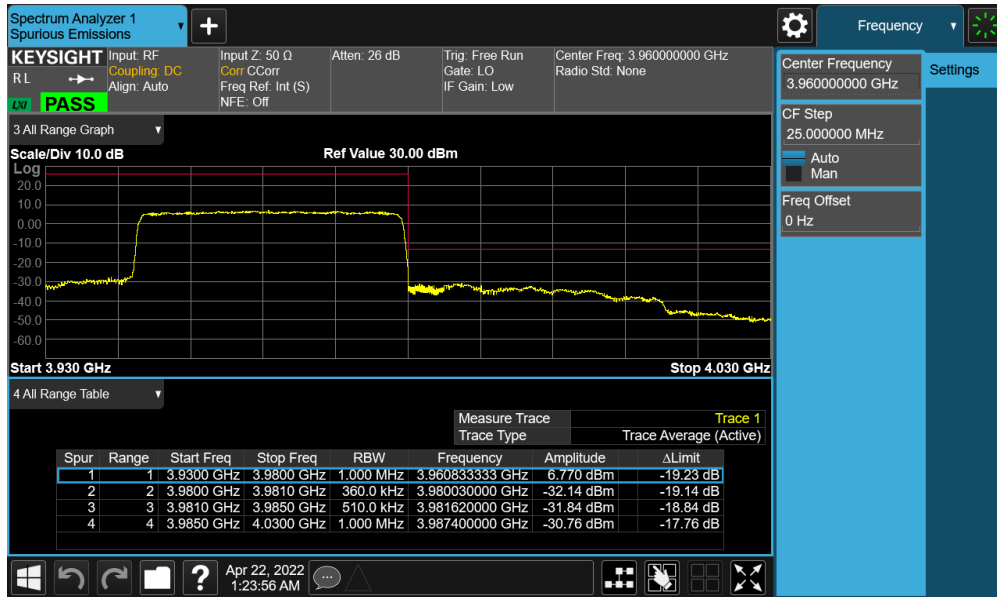 Spectrum Analyzer 1
Spurious Emissions
+
Frequency
KEYSIGHT Input: RF Input Z: 50 Ω Atten: 26 dB Trig: Free Run Center Freq: 3.960000000 GHz
RL Coupling: DC Corr CCorr Gate: LO Radio Std: None
Align: Auto Freq Ref: Int (S) IF Gain: Low
LXI PASS NFE: Off
Center Frequency
3.960000000 GHz
Settings
CF Step
25.000000 MHz
Auto
Man
Freq Offset
0 Hz
3 All Range Graph
Scale/Div 10.0 dB Ref Value 30.00 dBm
Log
20.0
10.0
0.00
-10.0
-20.0
-30.0
-40.0
-50.0
-60.0
Start 3.930 GHz Stop 4.030 GHz
4 All Range Table
Measure Trace Trace 1
Trace Type Trace Average (Active)
Spur Range Start Freq Stop Freq RBW Frequency Amplitude ΔLimit
1 1 3.9300 GHz 3.9800 GHz 1.000 MHz 3.960833333 GHz 6.770 dBm -19.23 dB
2 2 3.9800 GHz 3.9810 GHz 360.0 kHz 3.980030000 GHz -32.14 dBm -19.14 dB
3 3 3.9810 GHz 3.9850 GHz 510.0 kHz 3.981620000 GHz -31.84 dBm -18.84 dB
4 4 3.9850 GHz 4.0300 GHz 1.000 MHz 3.987400000 GHz -30.76 dBm -17.76 dB
?
Apr 22, 2022
1:23:56 AM